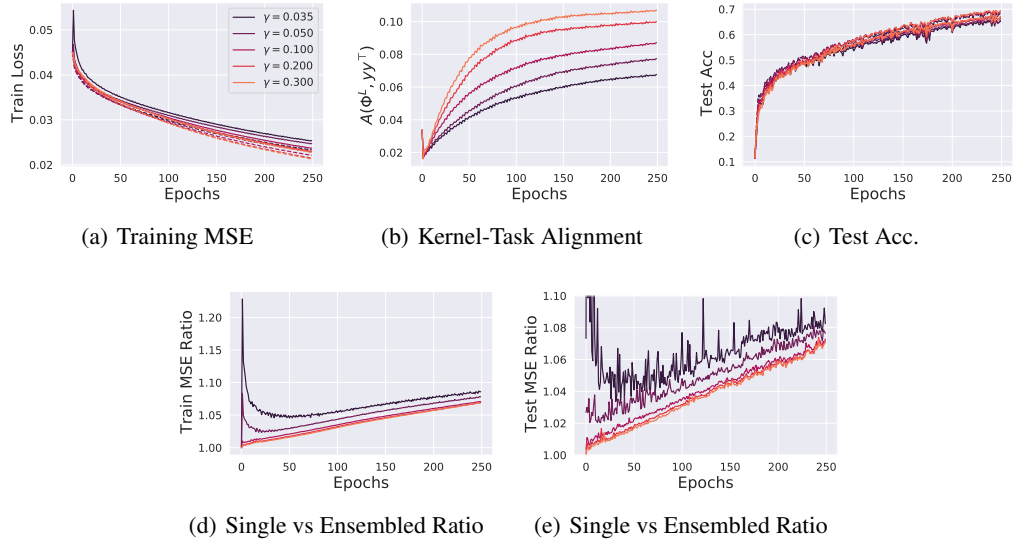 Train Loss
0.05
0.04
0.03
0.02
γ = 0.035
γ = 0.050
γ = 0.100
γ = 0.200
γ = 0.300
0 50 100 150 200 250
Epochs
(a) Training MSE
A(Φ^L, yy^⊤)
0.10
0.08
0.06
0.04
0.02
0 50 100 150 200 250
Epochs
(b) Kernel-Task Alignment
Test Acc
0.7
0.6
0.5
0.4
0.3
0.2
0.1
0 50 100 150 200 250
Epochs
(c) Test Acc.
Train MSE Ratio
1.20
1.15
1.10
1.05
1.00
0 50 100 150 200 250
Epochs
(d) Single vs Ensembled Ratio
Test MSE Ratio
1.10
1.08
1.06
1.04
1.02
1.00
0 50 100 150 200 250
Epochs
(e) Single vs Ensembled Ratio